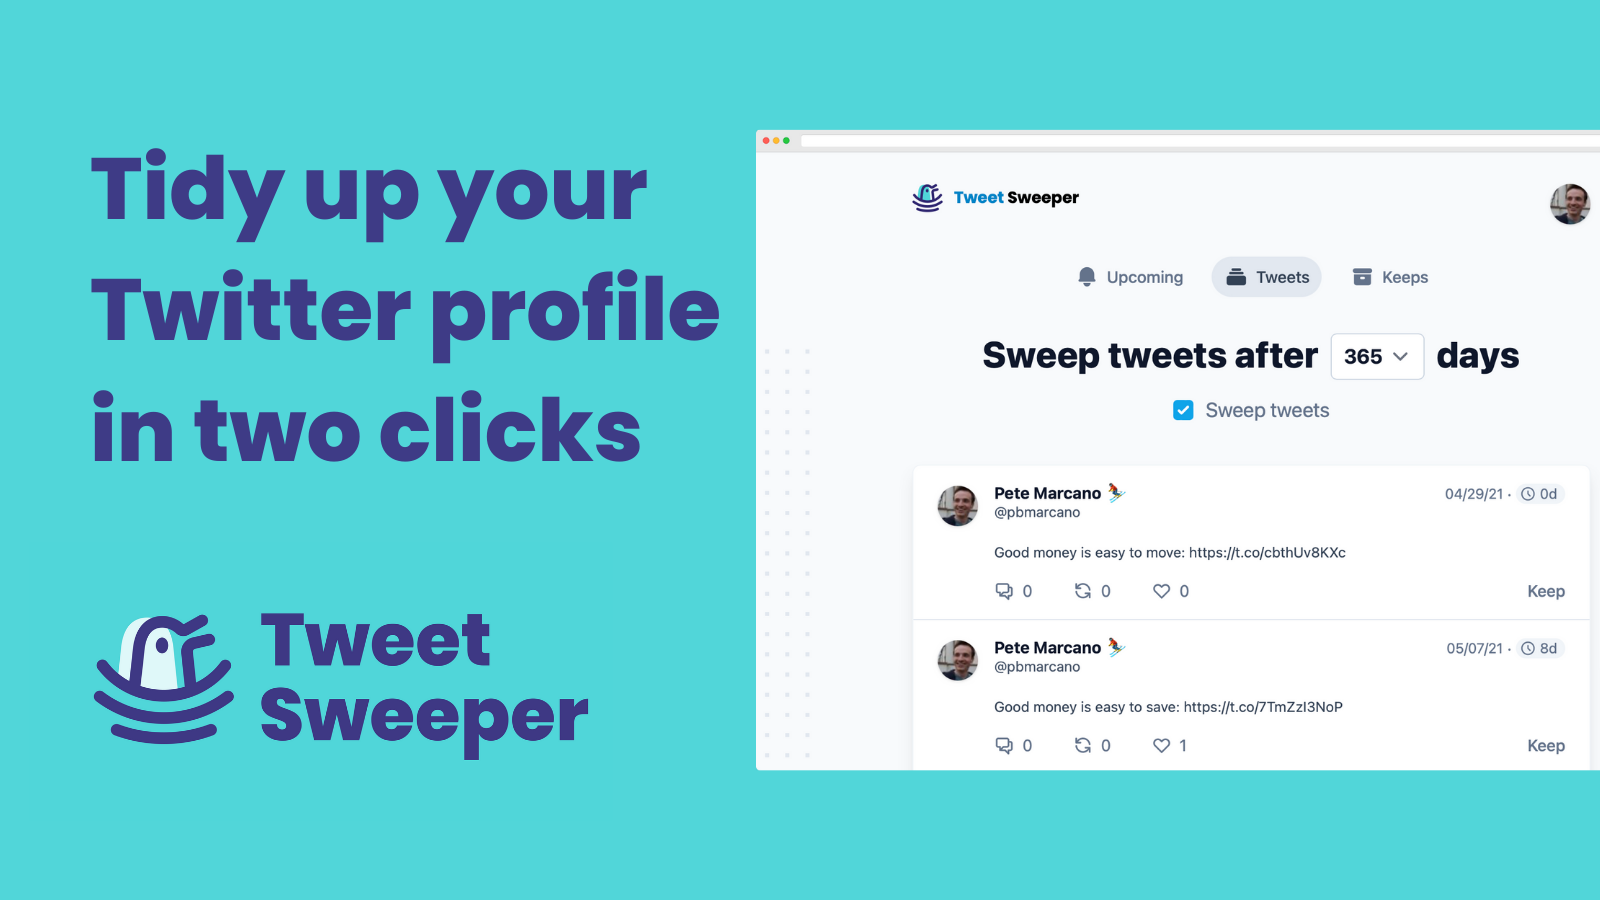 Tidy up your
Twitter profile
in two clicks
Tweet
Sweeper
Tweet Sweeper
Upcoming
Tweets
Keeps
Sweep tweets after 365 days
Sweep tweets
Pete Marcano ⛷️
04/29/21 · 0d
@pbmarcano
Good money is easy to move: https://t.co/cbthUv8KXc
0 0 0 Keep
Pete Marcano ⛷️
05/07/21 · 8d
@pbmarcano
Good money is easy to save: https://t.co/7TmZzI3NoP
0 0 1 Keep